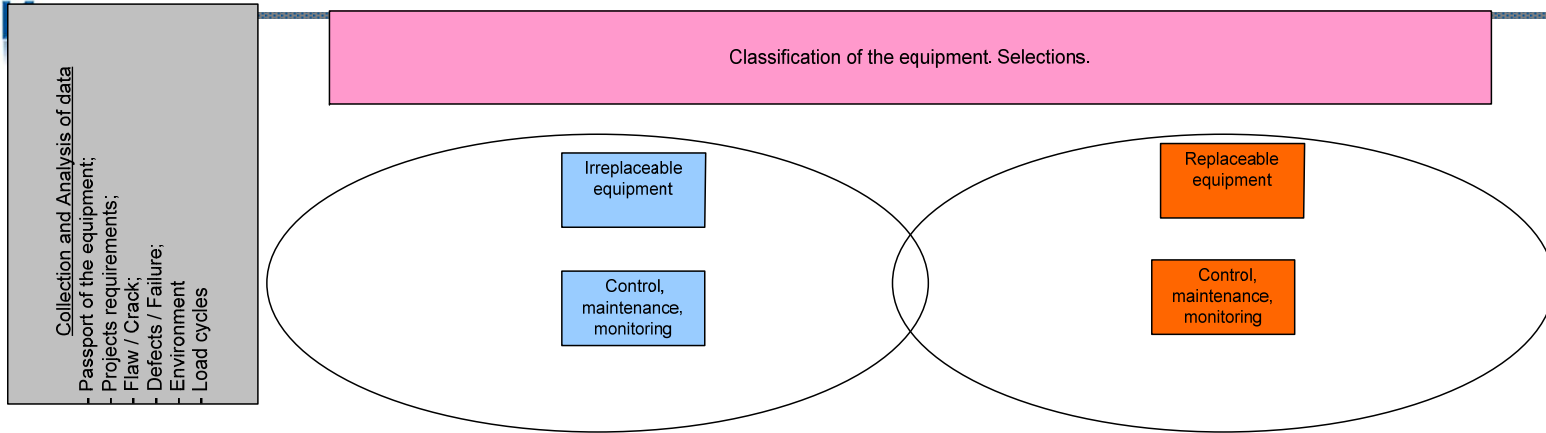 Collection and Analysis of data
- Passport of the equipment;
- Projects requirements;
- Flaw / Crack;
- Defects / Failure;
- Environment
- Load cycles
Classification of the equipment. Selections.
Irreplaceable
equipment
Control,
maintenance,
monitoring
Replaceable
equipment
Control,
maintenance,
monitoring